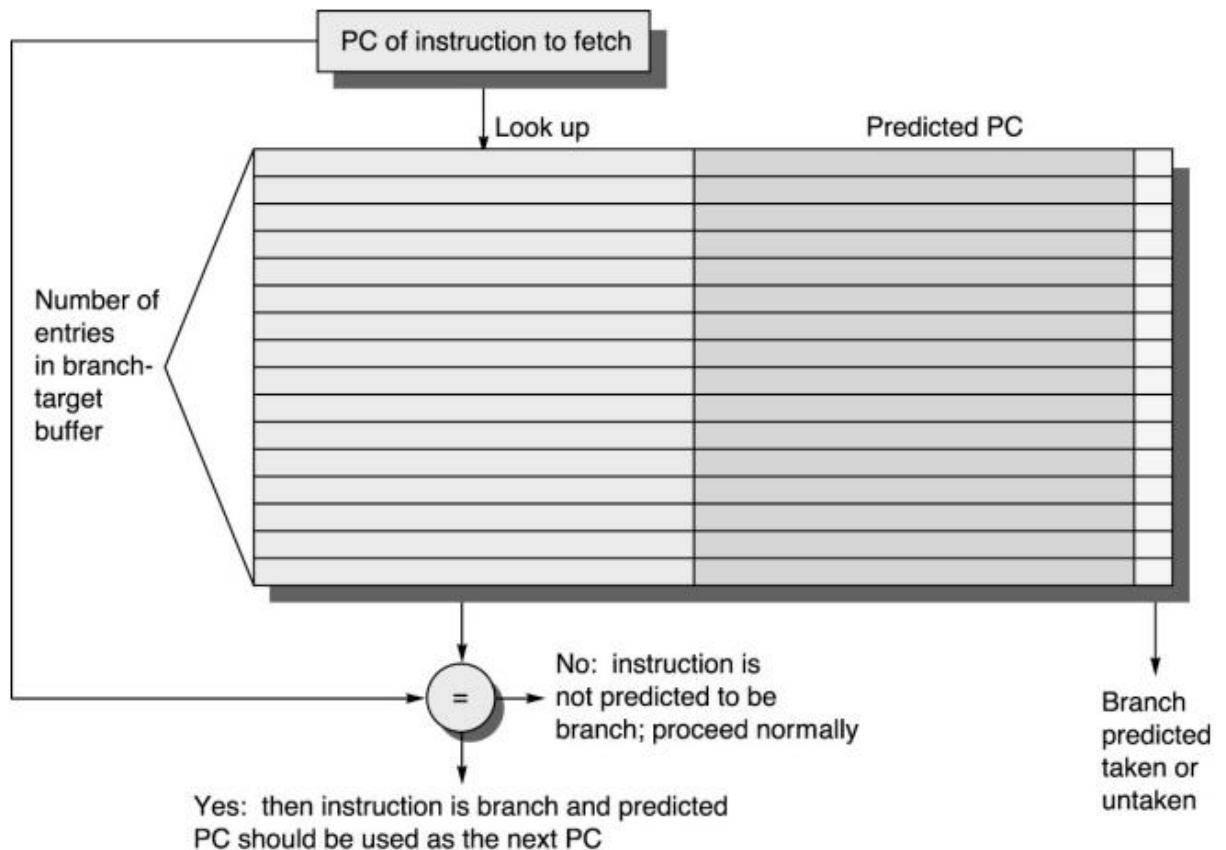 PC of instruction to fetch
Look up
Predicted PC
Number of
entries
in branch-
target
buffer
=
No: instruction is
not predicted to be
branch; proceed normally
Branch
predicted
taken or
untaken
Yes: then instruction is branch and predicted
PC should be used as the next PC